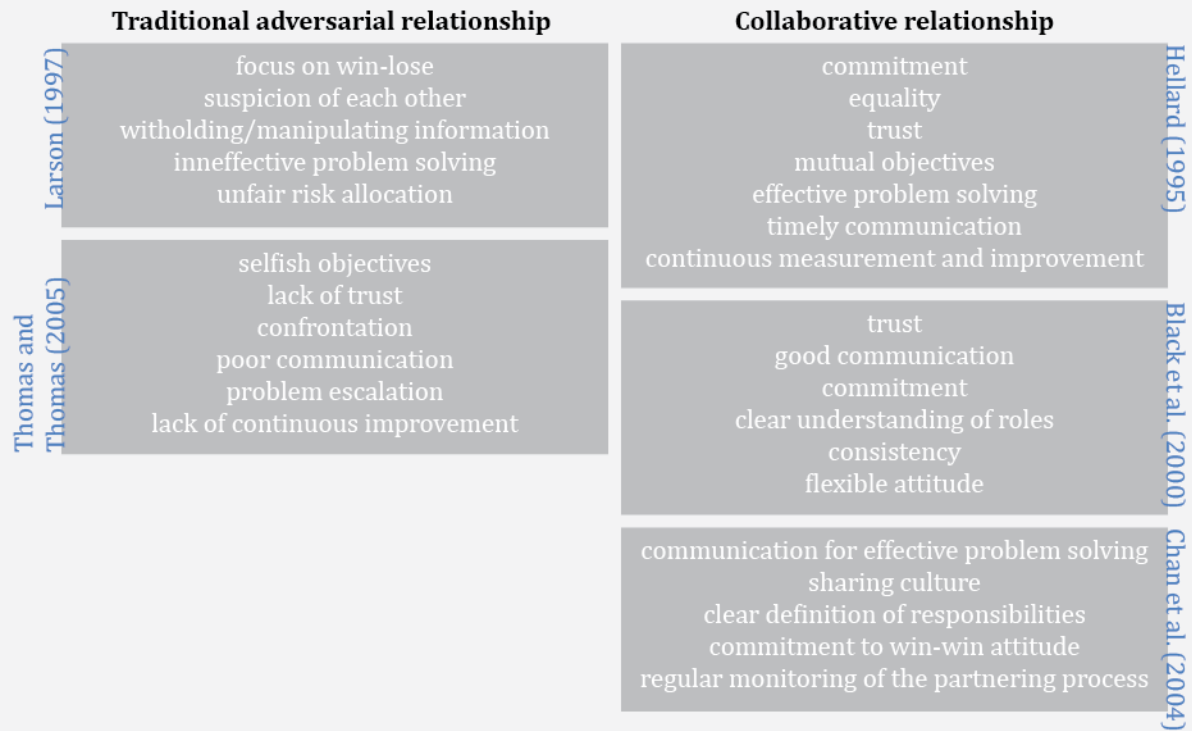 Traditional adversarial relationship
Larson (1997)
focus on win-lose
suspicion of each other
witholding/manipulating information
inneffective problem solving
unfair risk allocation
Thomas and
Thomas (2005)
selfish objectives
lack of trust
confrontation
poor communication
problem escalation
lack of continuous improvement
Collaborative relationship
Hellard (1995)
commitment
equality
trust
mutual objectives
effective problem solving
timely communication
continuous measurement and improvement
Black et al. (2000)
trust
good communication
commitment
clear understanding of roles
consistency
flexible attitude
Chan et al. (2004)
communication for effective problem solving
sharing culture
clear definition of responsibilities
commitment to win-win attitude
regular monitoring of the partnering process